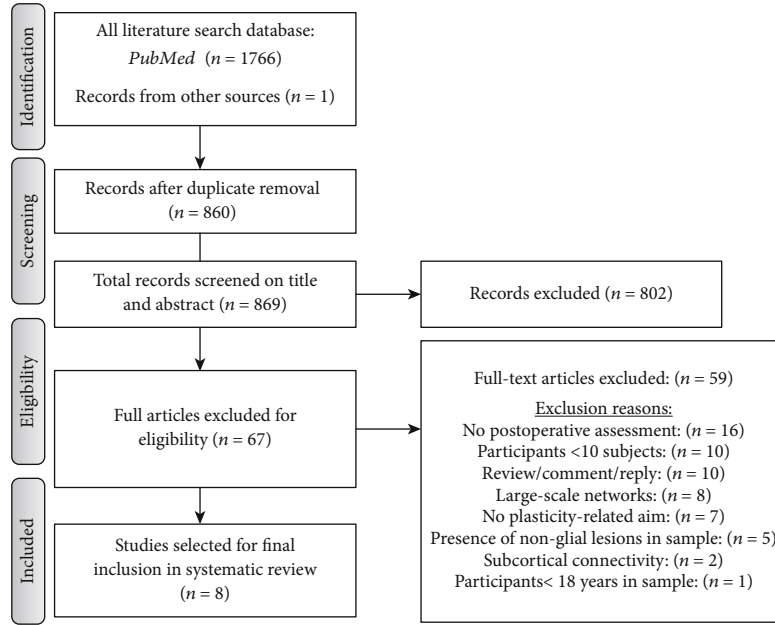 Identification
All literature search database:
PubMed (n = 1766)
Records from other sources (n = 1)
Screening
Records after duplicate removal
(n = 860)
Total records screened on title
and abstract (n = 869)
Records excluded (n = 802)
Eligibility
Full articles excluded for
eligibility (n = 67)
Full-text articles excluded: (n = 59)
Exclusion reasons:
No postoperative assessment: (n = 16)
Participants <10 subjects: (n = 10)
Review/comment/reply: (n = 10)
Large-scale networks: (n = 8)
No plasticity-related aim: (n = 7)
Presence of non-glial lesions in sample: (n = 5)
Subcortical connectivity: (n = 2)
Participants< 18 years in sample: (n = 1)
Included
Studies selected for final
inclusion in systematic review
(n = 8)